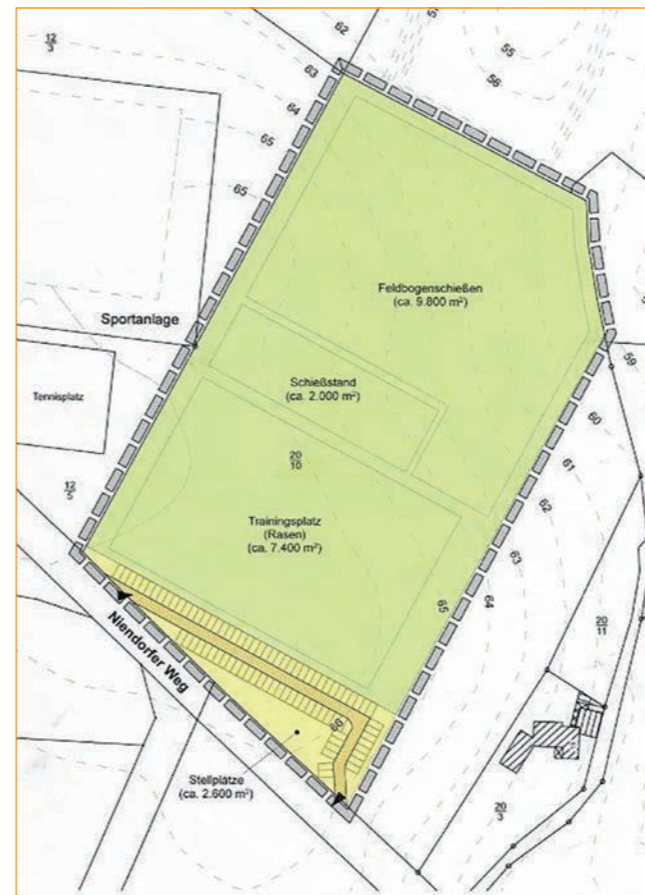 12
3
62
63
64
65
65
55
56
Feldbogenschießen
(ca. 9.800 m²)
Sportanlage
Schießstand
(ca. 2.000 m²)
59
Tennisplatz
60
20
10
61
12
5
62
Trainingsplatz
(Rasen)
(ca. 7.400 m²)
63
64
65
20
11
Niendorfer Weg
Stellplätze
(ca. 2.600 m²)
20
3